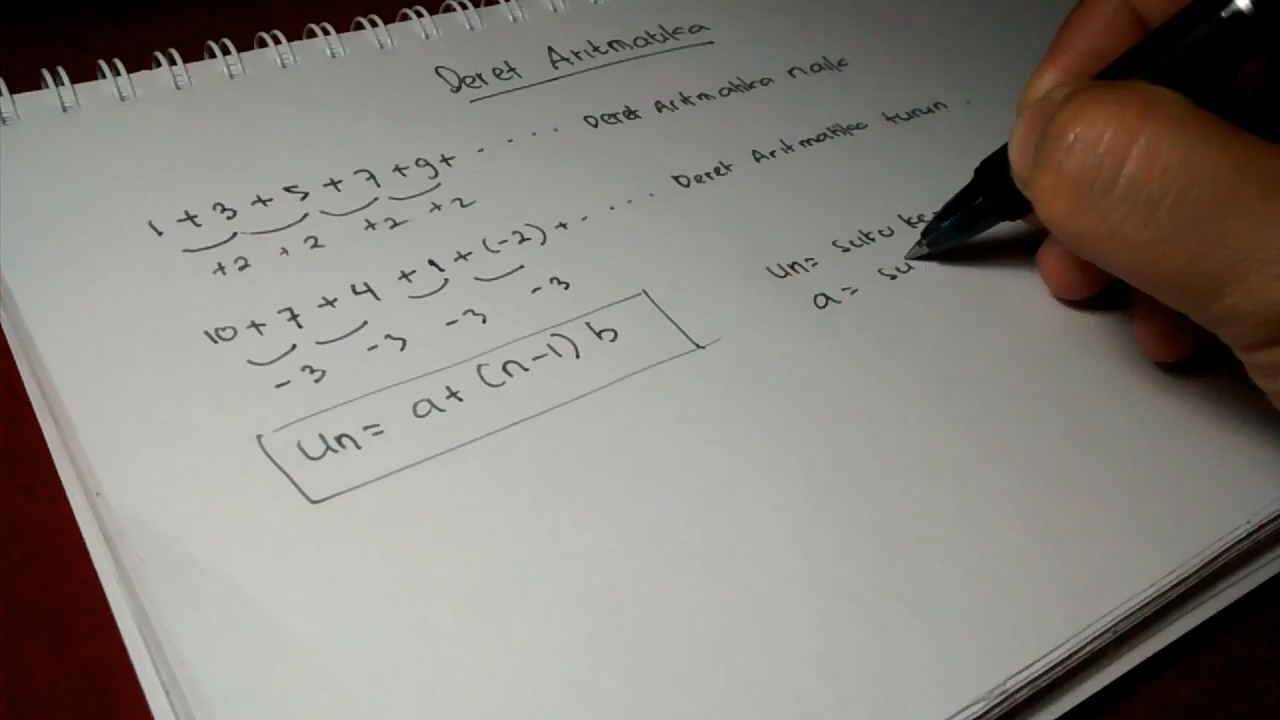 Deret Aritmatika
1 + 3 + 5 + 7 + 9 + ..... Deret Aritmatika naik
+2 +2 +2 +2
10 + 7 + 4 + 1 + (-2) + ..... Deret Aritmatika turun.
-3 -3 -3 -3
Un = a + (n-1) b
Un = suku ke-
a = su